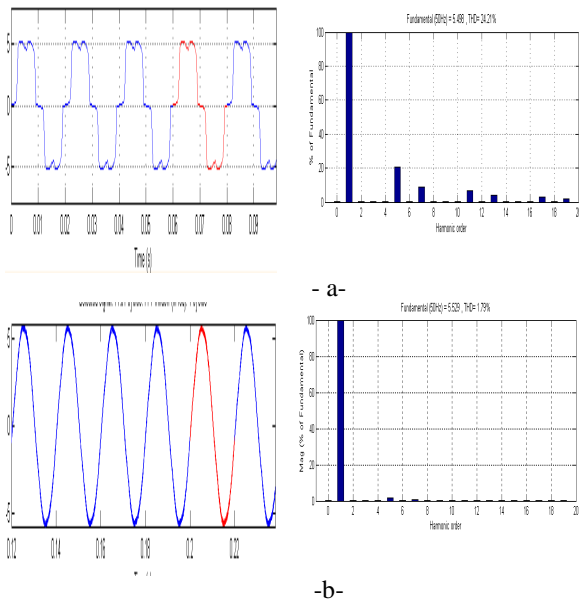 Fundamental (50Hz) = 5.498 , THD= 24.21%
5
0
-5
0 0.01 0.02 0.03 0.04 0.05 0.06 0.07 0.08 0.09
Time (s)
% of Fundamental
100
80
60
40
20
0
0 2 4 6 8 10 12 14 16 18 20
Harmonic order
- a-
5
0
-5
0.12 0.14 0.16 0.18 0.2 0.22
Fundamental (50Hz) = 5.529 , THD= 1.79%
Mag (% of Fundamental)
100
80
60
40
20
0
0 2 4 6 8 10 12 14 16 18 20
Harmonic order
-b-